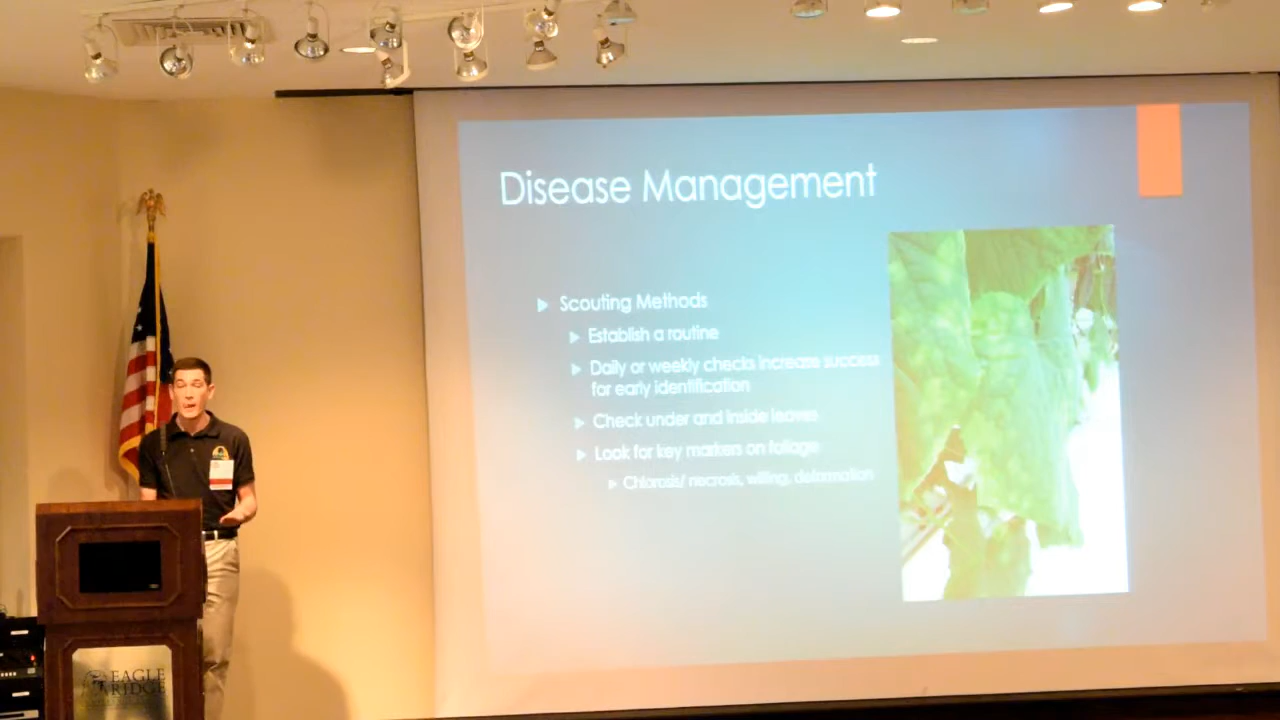 Disease Management
Scouting Methods
Establish a routine
Daily or weekly checks increase success
for early identification
Check under and inside leaves
Look for key markers on foliage
Chlorosis/ necrosis, wilting, deformation
EAGLE
RIDGE